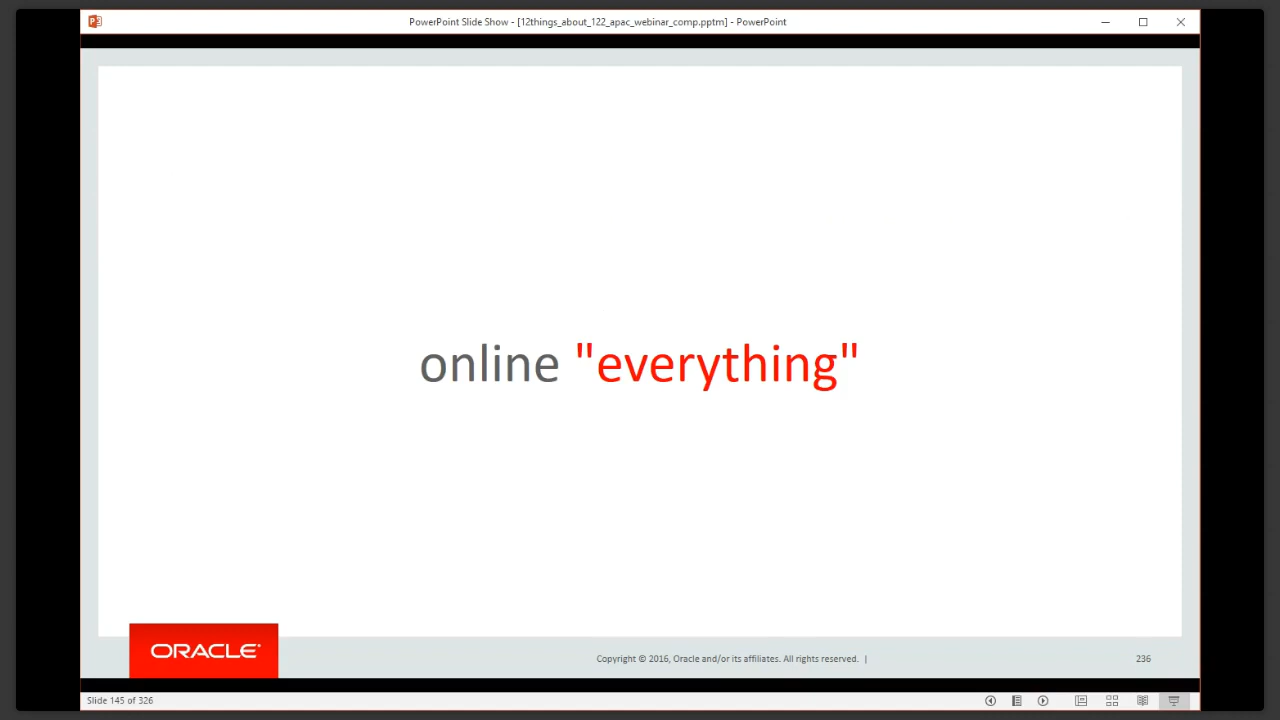 PowerPoint Slide Show - [12things_about_122_apac_webinar_comp.pptm] - PowerPoint
online "everything"
ORACLE®
Copyright © 2016, Oracle and/or its affiliates. All rights reserved. |
236
Slide 145 of 326